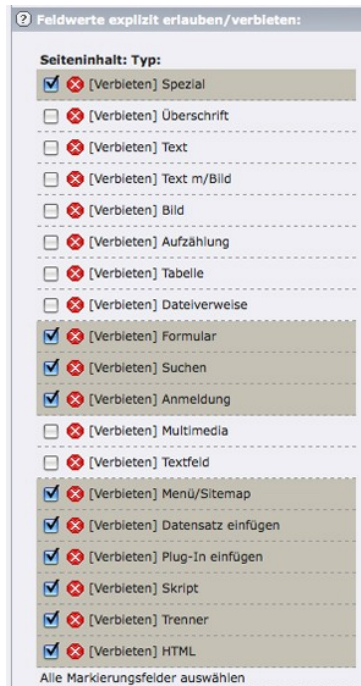 Feldwerte explizit erlauben/verbieten:
Seiteninhalt: Typ:
[Verbieten] Spezial
[Verbieten] Überschrift
[Verbieten] Text
[Verbieten] Text m/Bild
[Verbieten] Bild
[Verbieten] Aufzählung
[Verbieten] Tabelle
[Verbieten] Dateiverweise
[Verbieten] Formular
[Verbieten] Suchen
[Verbieten] Anmeldung
[Verbieten] Multimedia
[Verbieten] Textfeld
[Verbieten] Menü/Sitemap
[Verbieten] Datensatz einfügen
[Verbieten] Plug-In einfügen
[Verbieten] Skript
[Verbieten] Trenner
[Verbieten] HTML
Alle Markierungsfelder auswählen